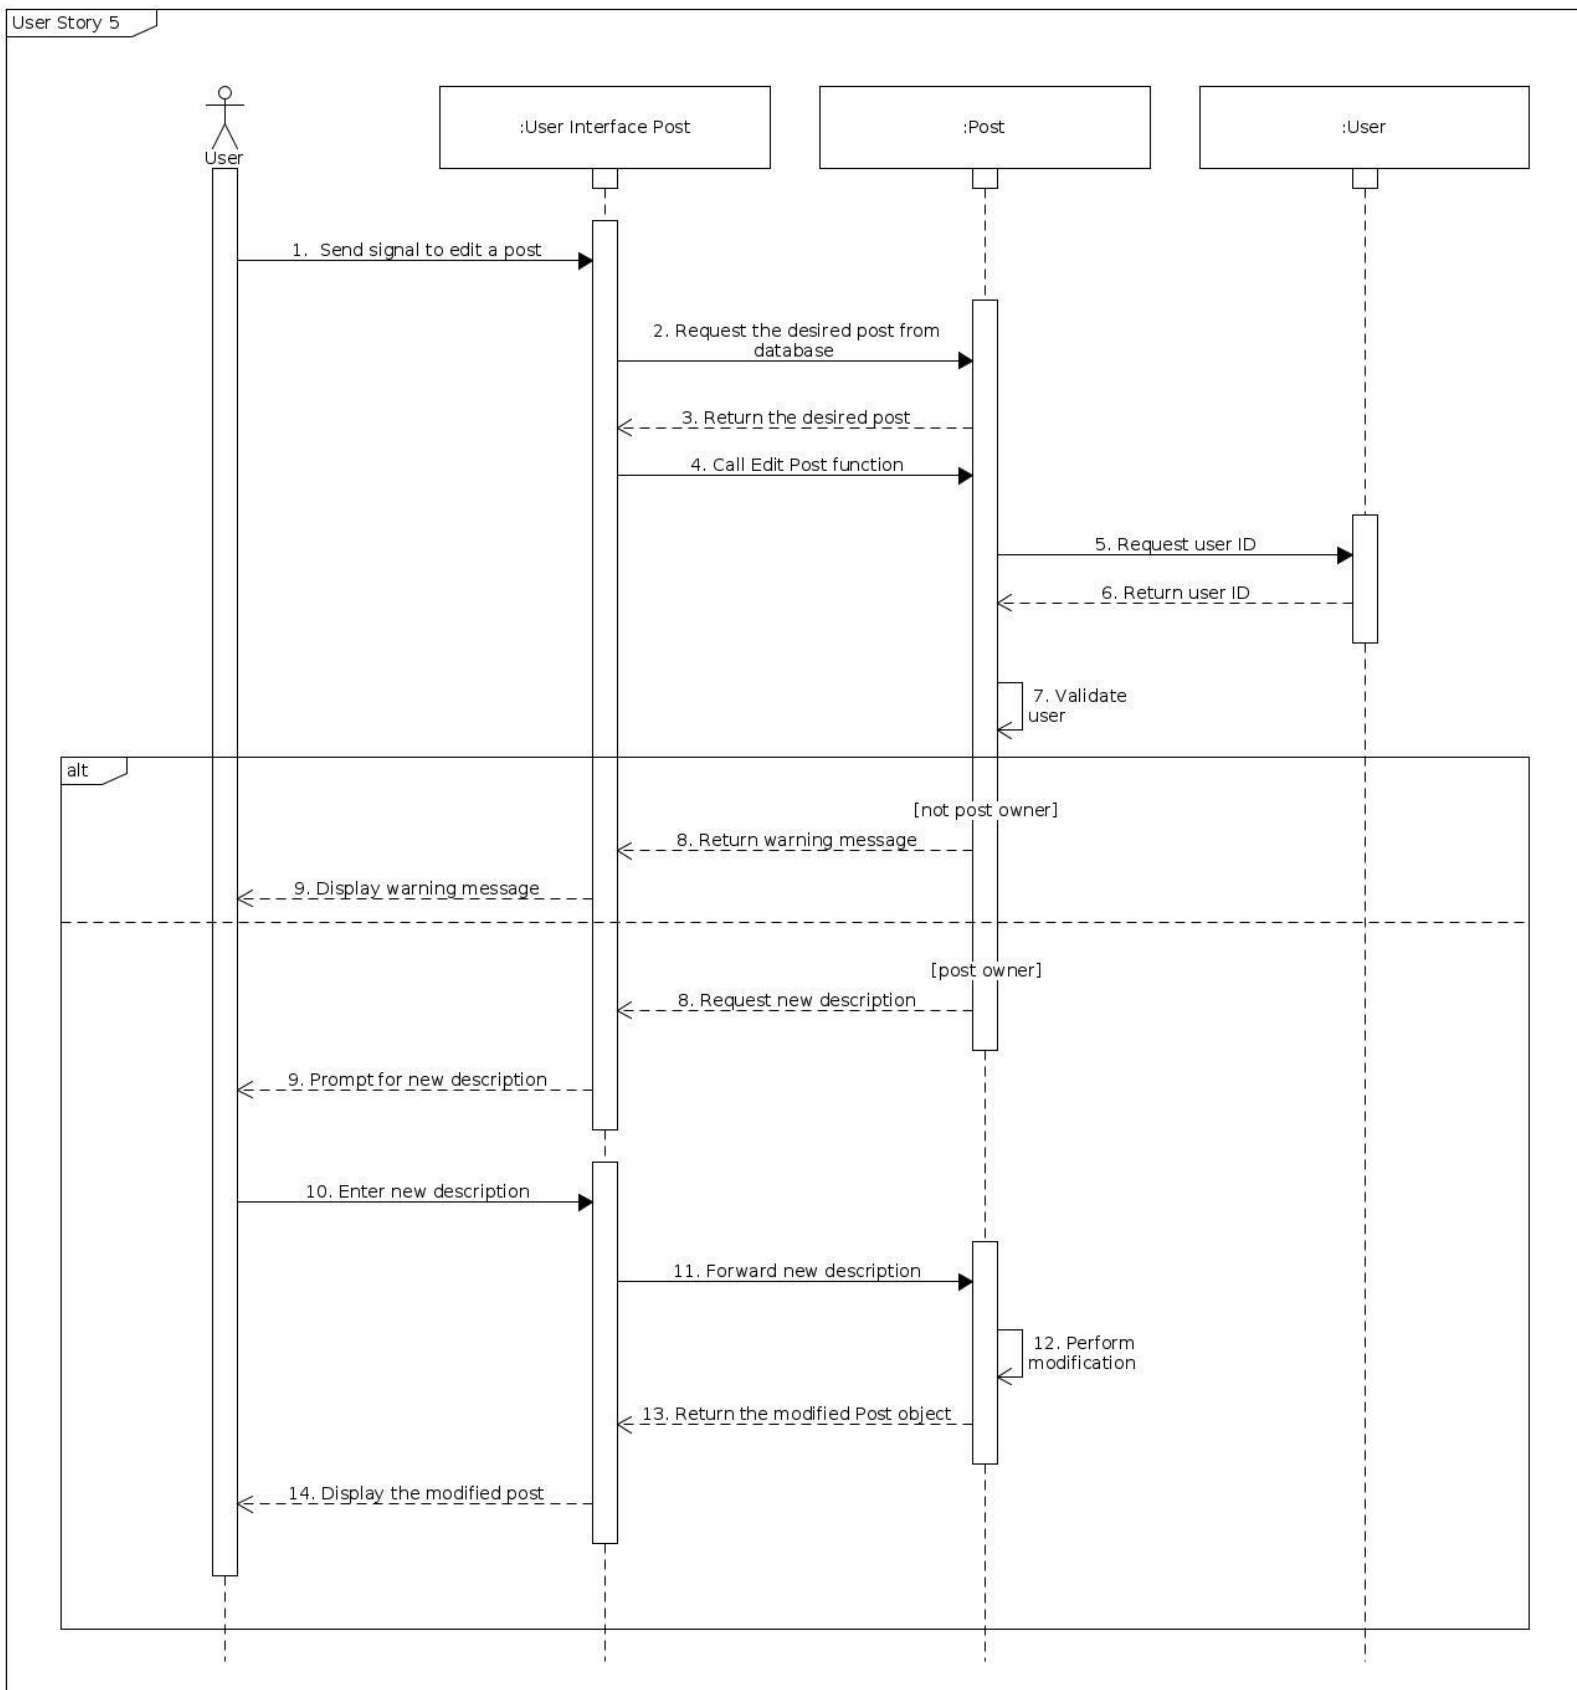 User Story 5
User
:User Interface Post
:Post
:User
1.  Send signal to edit a post
2. Request the desired post from
database
3. Return the desired post
4. Call Edit Post function
5. Request user ID
6. Return user ID
7. Validate
user
alt
[not post owner]
8. Return warning message
9. Display warning message
[post owner]
8. Request new description
9. Prompt for new description
10. Enter new description
11. Forward new description
12. Perform
modification
13. Return the modified Post object
14. Display the modified post